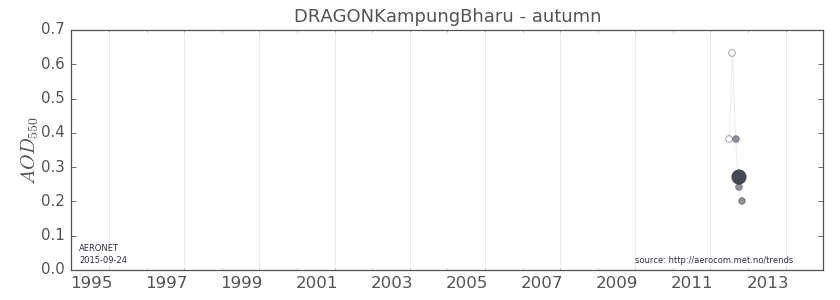 DRAGONKampungBharu - autumn
0.7
0.6
0.5
0.4
0.3
0.2
0.1
0.0
AOD550
AERONET
2015-09-24
source: http://aerocom.met.no/trends
1995 1997 1999 2001 2003 2005 2007 2009 2011 2013